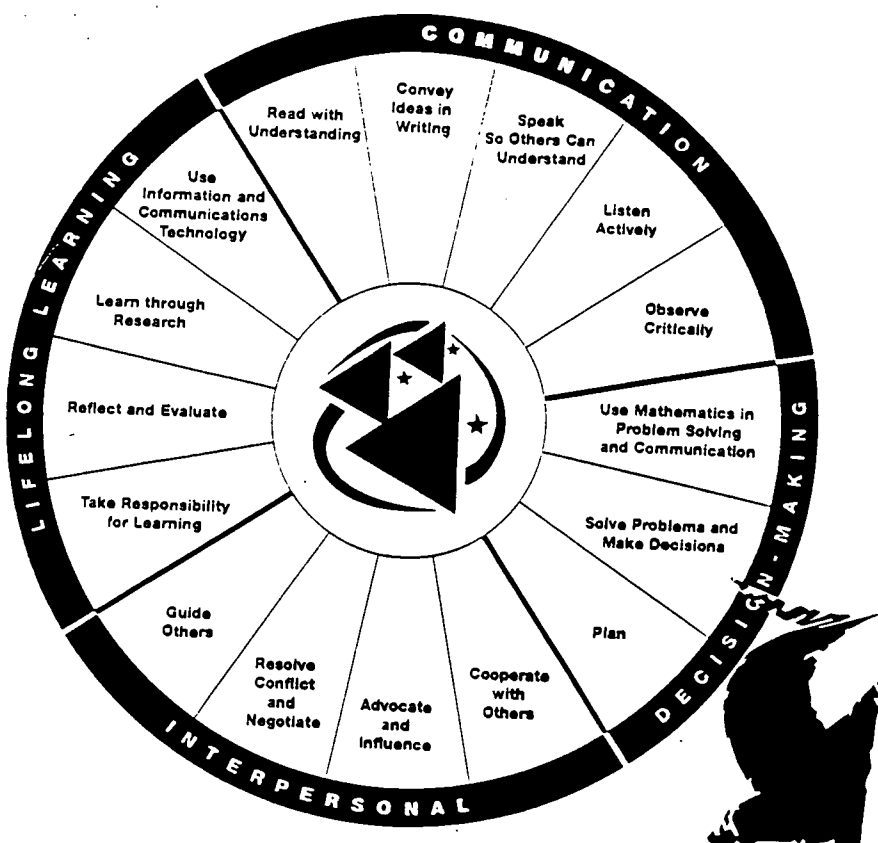 COMMUNICATION
Read with
Understanding
Convey
Ideas in
Writing
Speak
So Others Can
Understand
Listen
Actively
Observe
Critically
DECISION-MAKING
Use Mathematics in
Problem Solving
and Communication
Solve Problema and
Make Decisiona
Plan
INTERPERSONAL
Cooperate
with
Others
Advocate
and
Influence
Resolve
Conflict
and
Negotiate
Guide
Others
LIFELONG LEARNING
Take Responsibility
for Learning
Reflect and Evaluate
Learn through
Research
Use
Information and
Communications
Technology